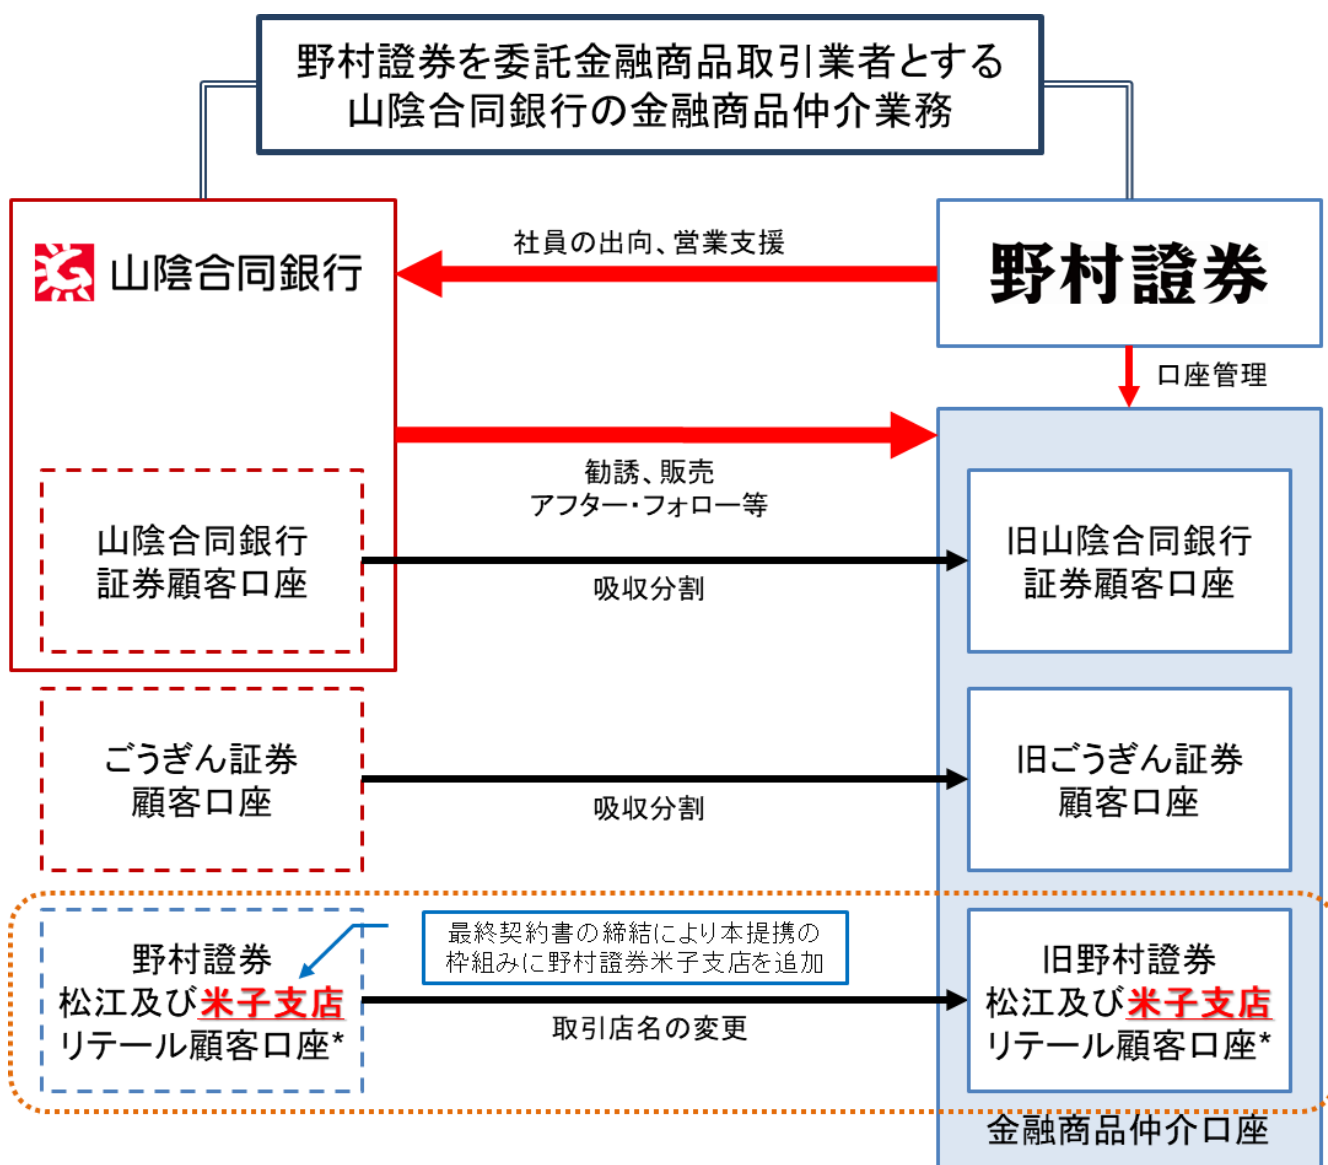 野村證券を委託金融商品取引業者とする
山陰合同銀行の金融商品仲介業務
山陰合同銀行
社員の出向、営業支援
野村證券
口座管理
勧誘、販売
アフター・フォロー等
山陰合同銀行
証券顧客口座
吸収分割
旧山陰合同銀行
証券顧客口座
ごうぎん証券
顧客口座
吸収分割
旧ごうぎん証券
顧客口座
野村證券
松江及び米子支店
リテール顧客口座*
最終契約書の締結により本提携の
枠組みに野村證券米子支店を追加
取引店名の変更
旧野村證券
松江及び米子支店
リテール顧客口座*
金融商品仲介口座